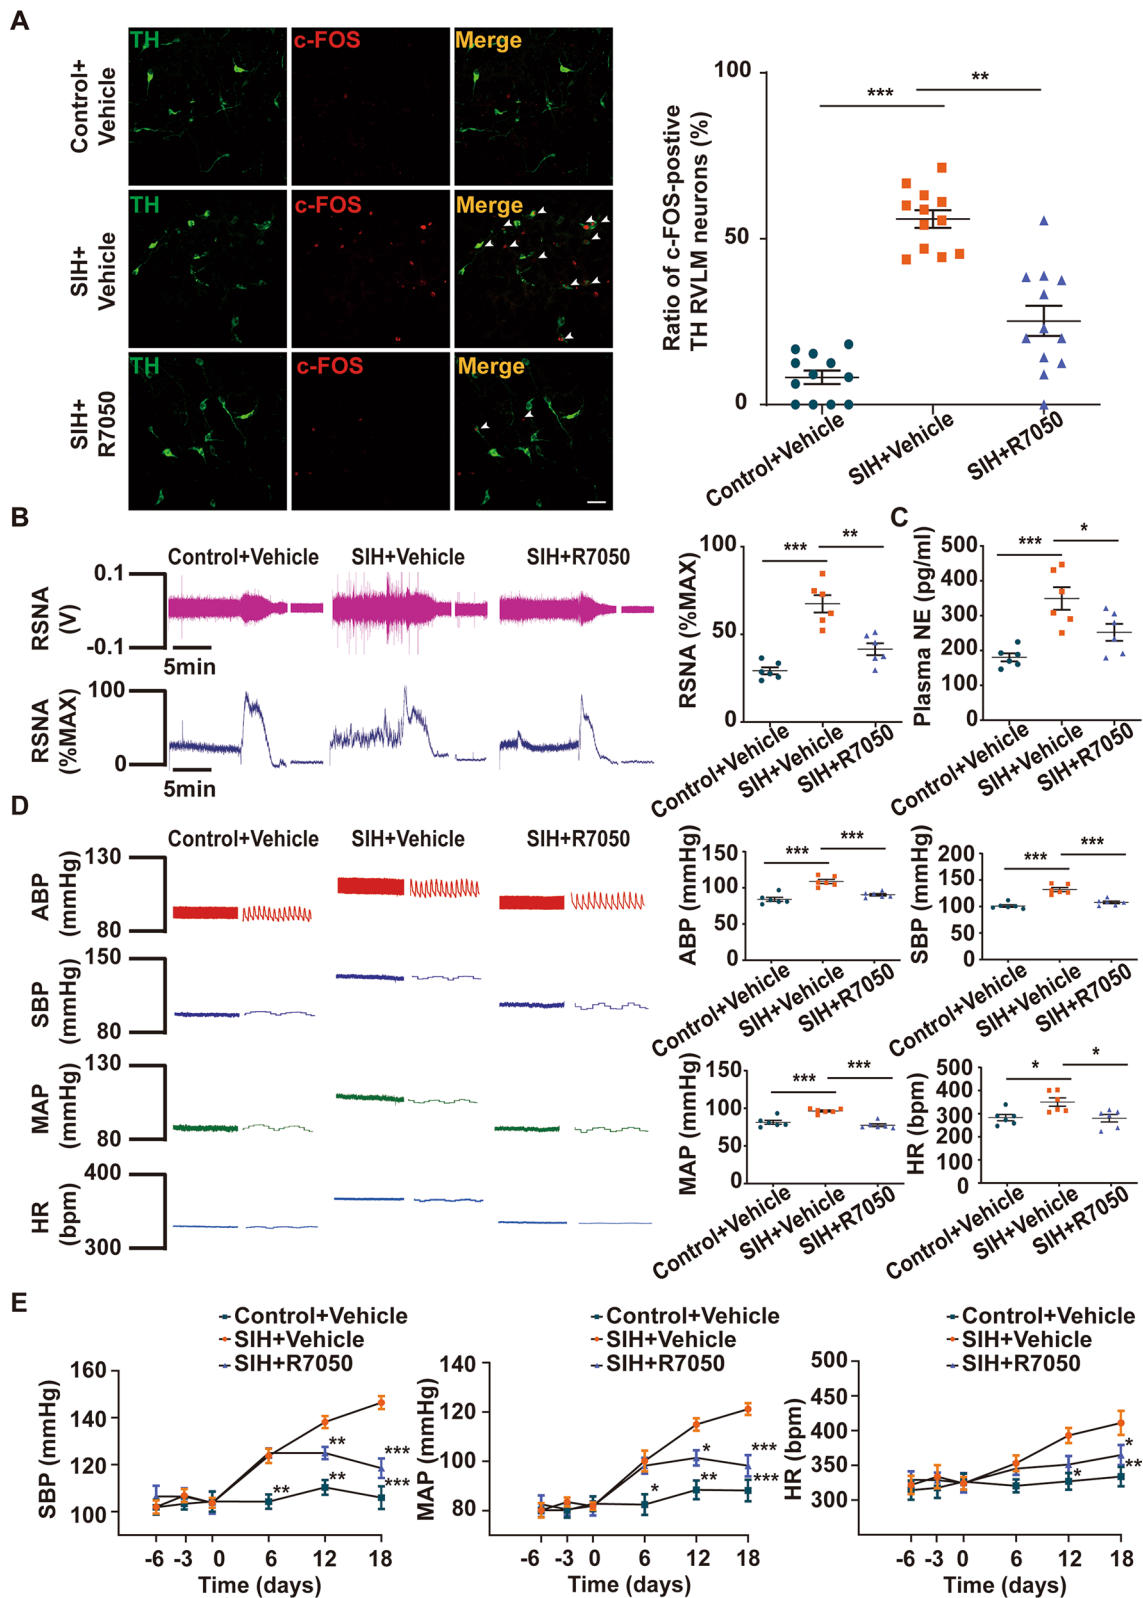 A
TH
c-FOS
Merge
Control+
Vehicle
TH
c-FOS
Merge
SIH+
Vehicle
TH
c-FOS
Merge
SIH+
R7050
Ratio of c-FOS-postive
TH RVLM neurons (%)
100
50
0
***
**
Control+Vehicle
SIH+Vehicle
SIH+R7050
B
Control+Vehicle
SIH+Vehicle
SIH+R7050
RSNA
(V)
0.1
-0.1
5min
RSNA
(%MAX)
100
0
5min
RSNA (%MAX)
100
50
0
***
**
Control+Vehicle
SIH+Vehicle
SIH+R7050
C
Plasma NE (pg/ml)
500
400
300
200
100
0
***
*
Control+Vehicle
SIH+Vehicle
SIH+R7050
D
Control+Vehicle
SIH+Vehicle
SIH+R7050
ABP
(mmHg)
130
80
SBP
(mmHg)
150
80
MAP
(mmHg)
130
80
HR
(bpm)
400
300
ABP (mmHg)
150
100
50
0
***
***
Control+Vehicle
SIH+Vehicle
SIH+R7050
SBP (mmHg)
200
150
100
50
0
***
***
Control+Vehicle
SIH+Vehicle
SIH+R7050
MAP (mmHg)
150
100
50
0
***
***
Control+Vehicle
SIH+Vehicle
SIH+R7050
HR (bpm)
500
400
300
200
100
0
*
*
Control+Vehicle
SIH+Vehicle
SIH+R7050
E
Control+Vehicle
SIH+Vehicle
SIH+R7050
SBP (mmHg)
160
140
120
100
**
**
**
***
***
-6 -3 0 6 12 18
Time (days)
Control+Vehicle
SIH+Vehicle
SIH+R7050
MAP (mmHg)
140
120
100
80
*
*
**
***
***
-6 -3 0 6 12 18
Time (days)
Control+Vehicle
SIH+Vehicle
SIH+R7050
HR (bpm)
500
450
400
350
300
*
*
**
-6 -3 0 6 12 18
Time (days)